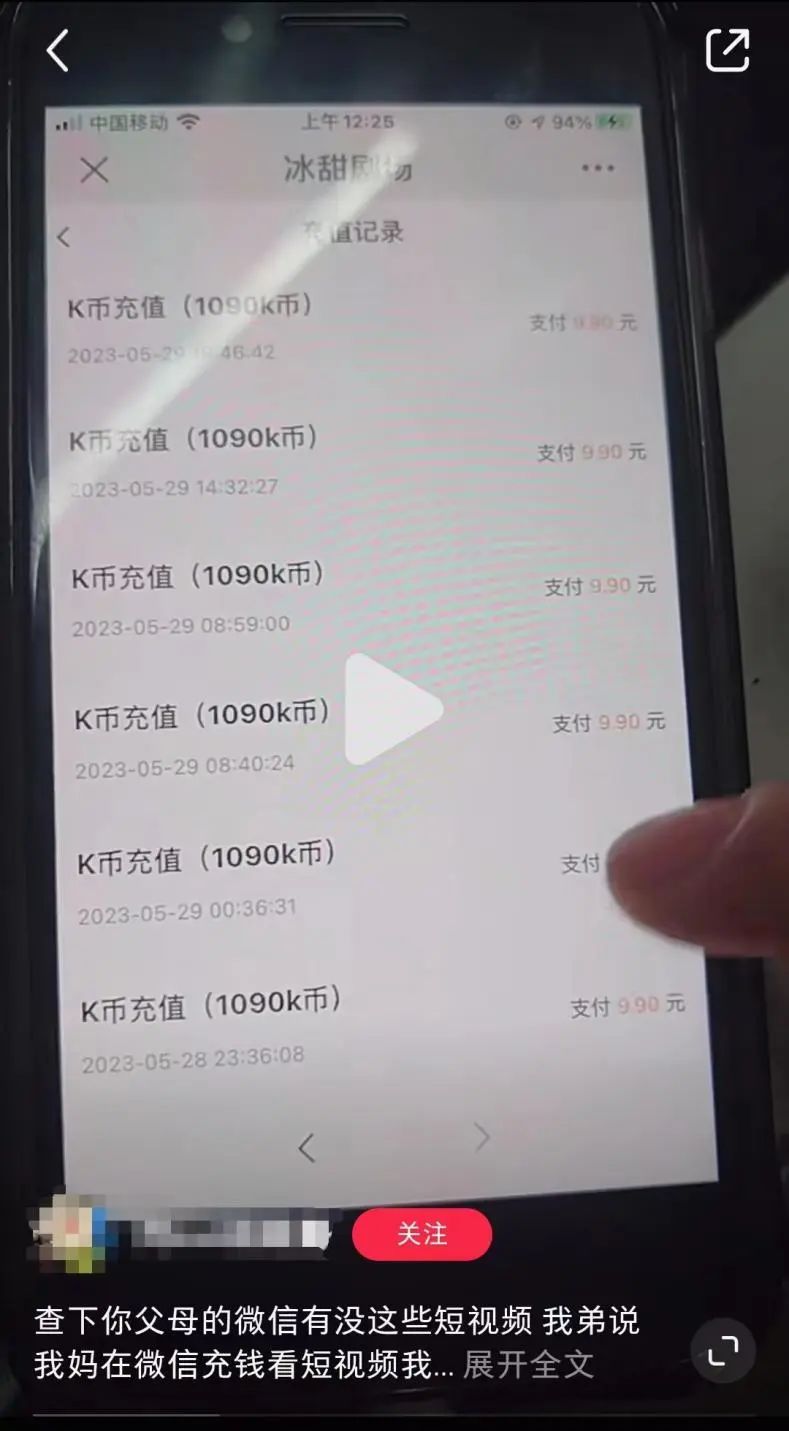 中国移动
上午12:25
94%
冰甜剧场
充值记录
K币充值（1090k币）
支付 9.90 元
2023-05-29 :46:42
K币充值（1090k币）
支付 9.90 元
2023-05-29 14:32:27
K币充值（1090k币）
支付 9.90 元
2023-05-29 08:59:00
K币充值（1090k币）
支付 9.90 元
2023-05-29 08:40:24
K币充值（1090k币）
支付
2023-05-29 00:36:31
K币充值（1090k币）
支付 9.90 元
2023-05-28 23:36:08
关注
查下你父母的微信有没这些短视频 我弟说
我妈在微信充钱看短视频我... 展开全文